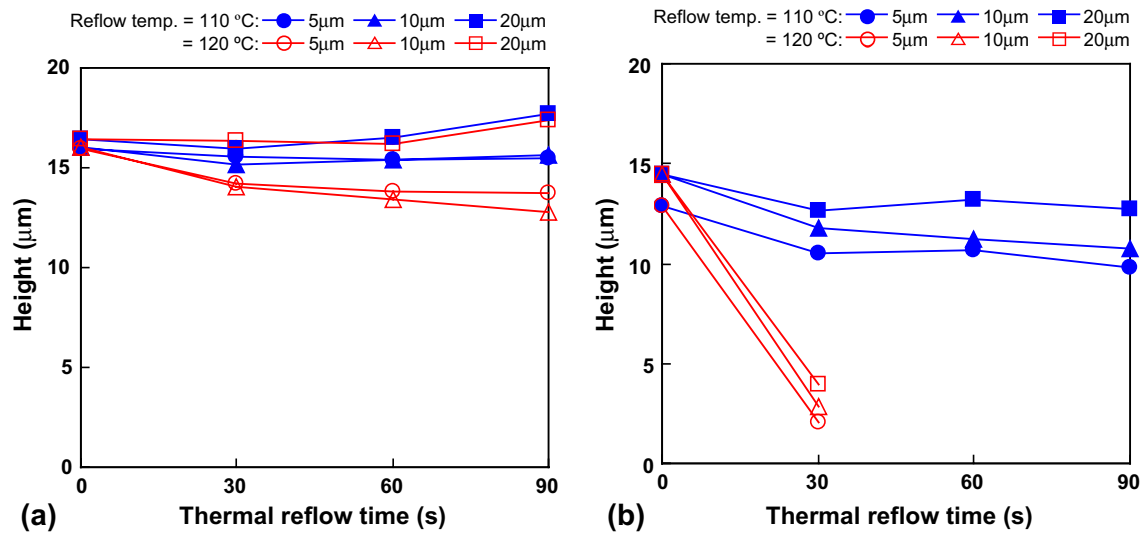 Reflow temp. = 110 °C: 5μm 10μm 20μm
= 120 ºC: 5μm 10μm 20μm
20
15
10
5
0
Height (μm)
0 30 60 90
Thermal reflow time (s)
(a)
Reflow temp. = 110 °C: 5μm 10μm 20μm
= 120 ºC: 5μm 10μm 20μm
20
15
10
5
0
Height (μm)
0 30 60 90
Thermal reflow time (s)
(b)